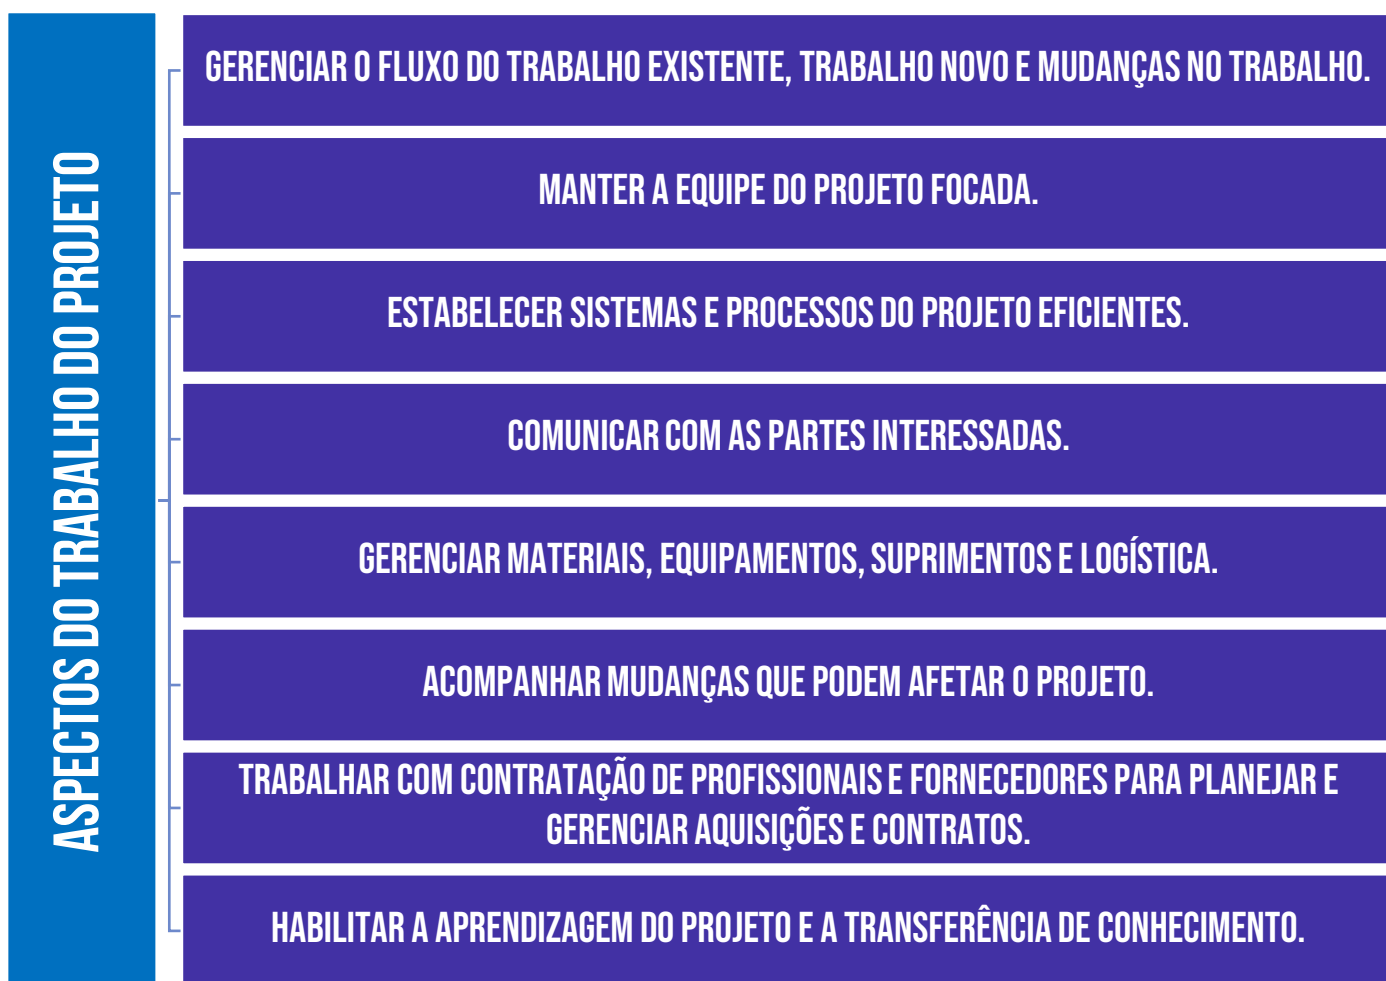 ASPECTOS DO TRABALHO DO PROJETO
GERENCIAR O FLUXO DO TRABALHO EXISTENTE, TRABALHO NOVO E MUDANÇAS NO TRABALHO.
MANTER A EQUIPE DO PROJETO FOCADA.
ESTABELECER SISTEMAS E PROCESSOS DO PROJETO EFICIENTES.
COMUNICAR COM AS PARTES INTERESSADAS.
GERENCIAR MATERIAIS, EQUIPAMENTOS, SUPRIMENTOS E LOGÍSTICA.
ACOMPANHAR MUDANÇAS QUE PODEM AFETAR O PROJETO.
TRABALHAR COM CONTRATAÇÃO DE PROFISSIONAIS E FORNECEDORES PARA PLANEJAR E
GERENCIAR AQUISIÇÕES E CONTRATOS.
HABILITAR A APRENDIZAGEM DO PROJETO E A TRANSFERÊNCIA DE CONHECIMENTO.